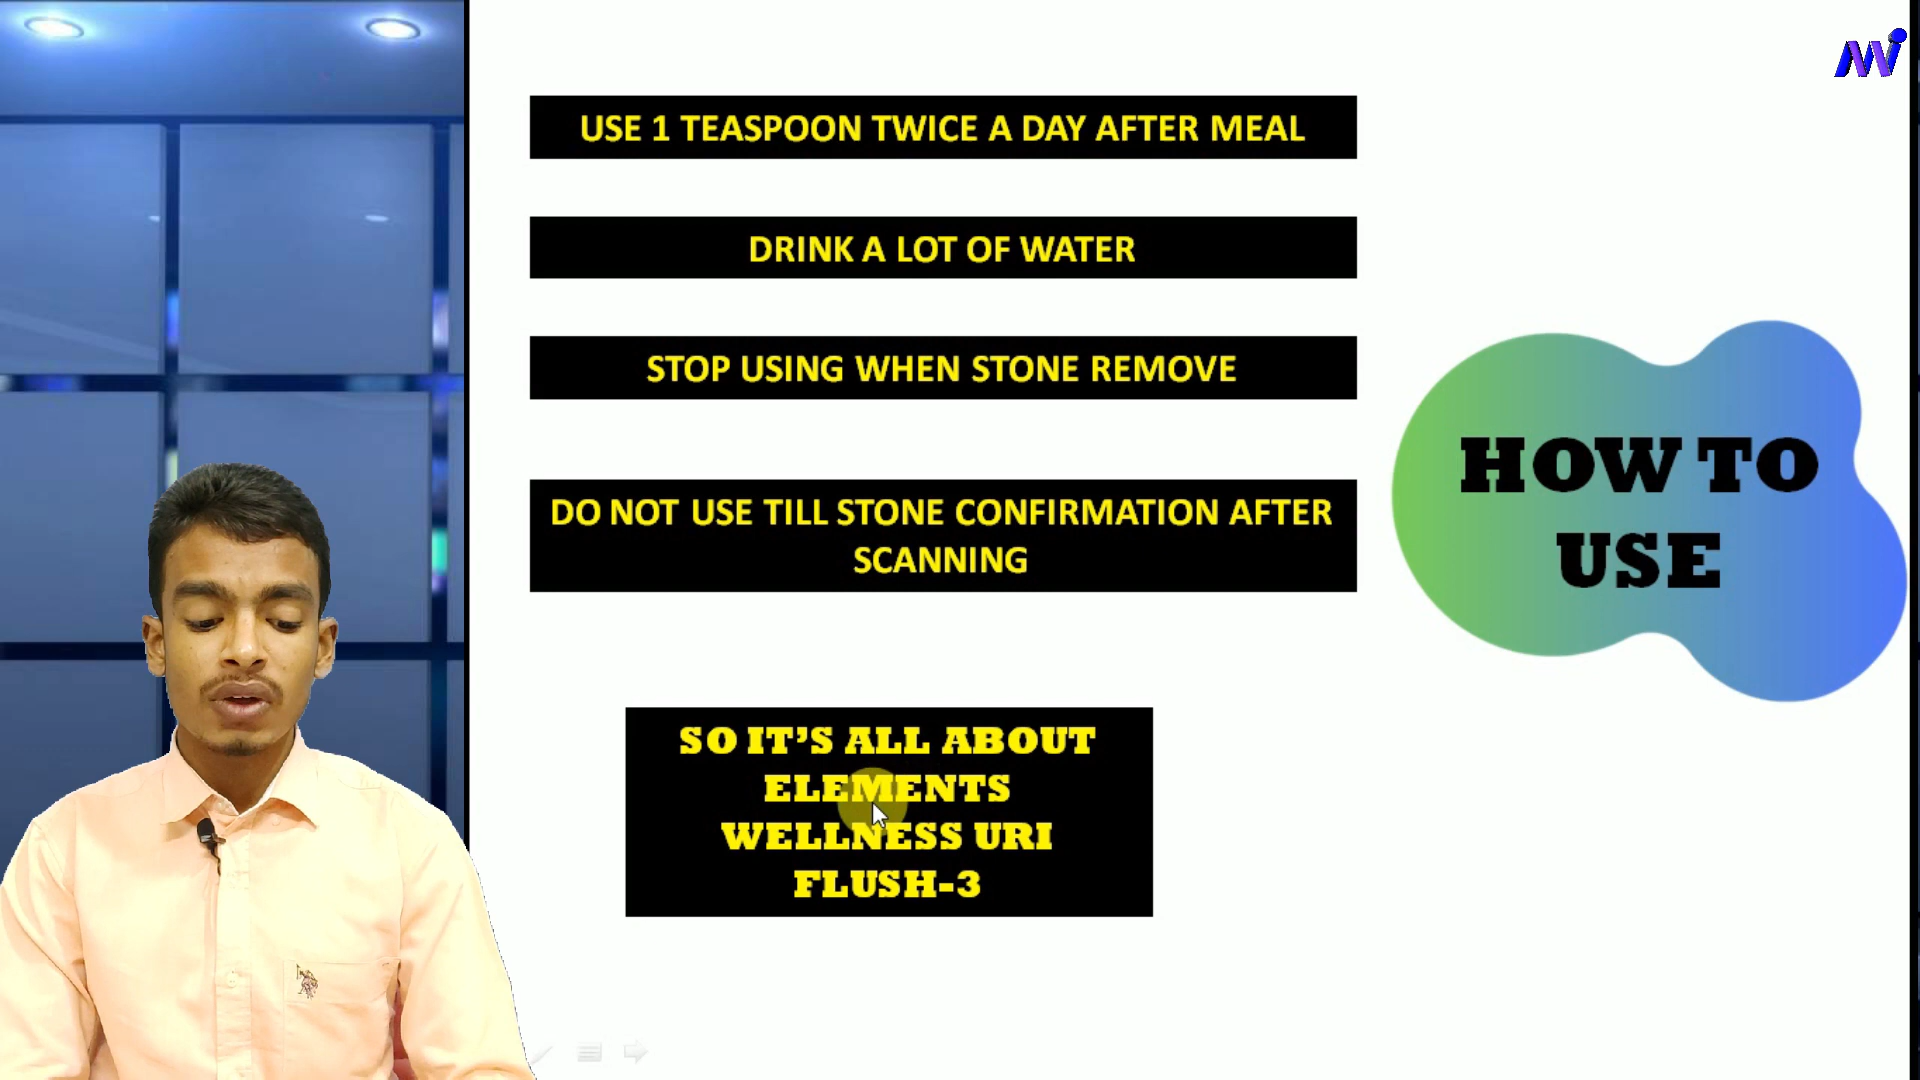 USE 1 TEASPOON TWICE A DAY AFTER MEAL
DRINK A LOT OF WATER
STOP USING WHEN STONE REMOVE
DO NOT USE TILL STONE CONFIRMATION AFTER
SCANNING
HOW TO
USE
SO IT’S ALL ABOUT
ELEMENTS
WELLNESS URI
FLUSH-3